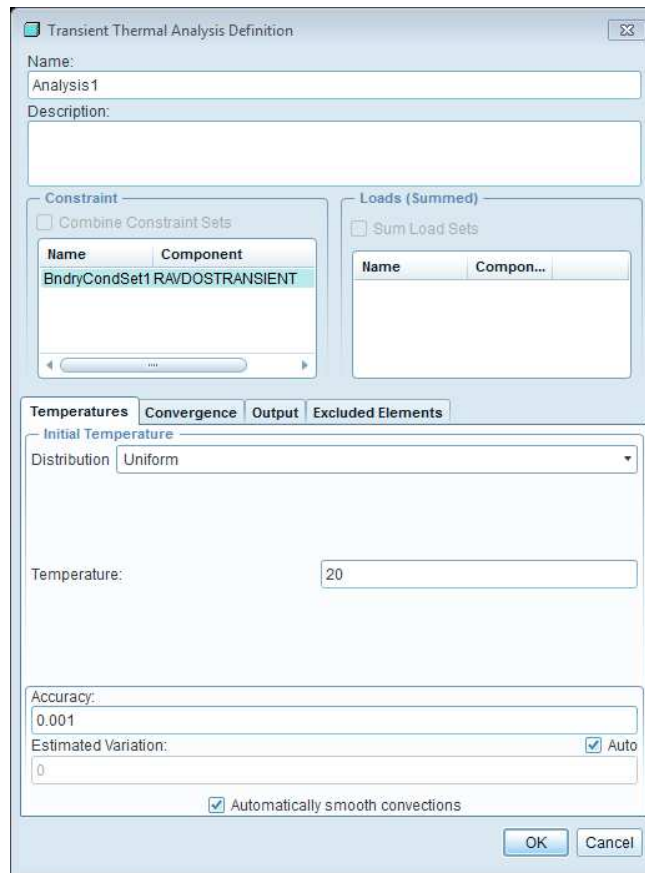 Transient Thermal Analysis Definition
Name:
Analysis1
Description:
Constraint
Combine Constraint Sets
Name Component
BndryCondSet1 RAVDOSTRANSIENT
Loads (Summed)
Sum Load Sets
Name Compon...
Temperatures Convergence Output Excluded Elements
Initial Temperature
Distribution Uniform
Temperature: 20
Accuracy:
0.001
Estimated Variation: Auto
0
Automatically smooth convections
OK Cancel